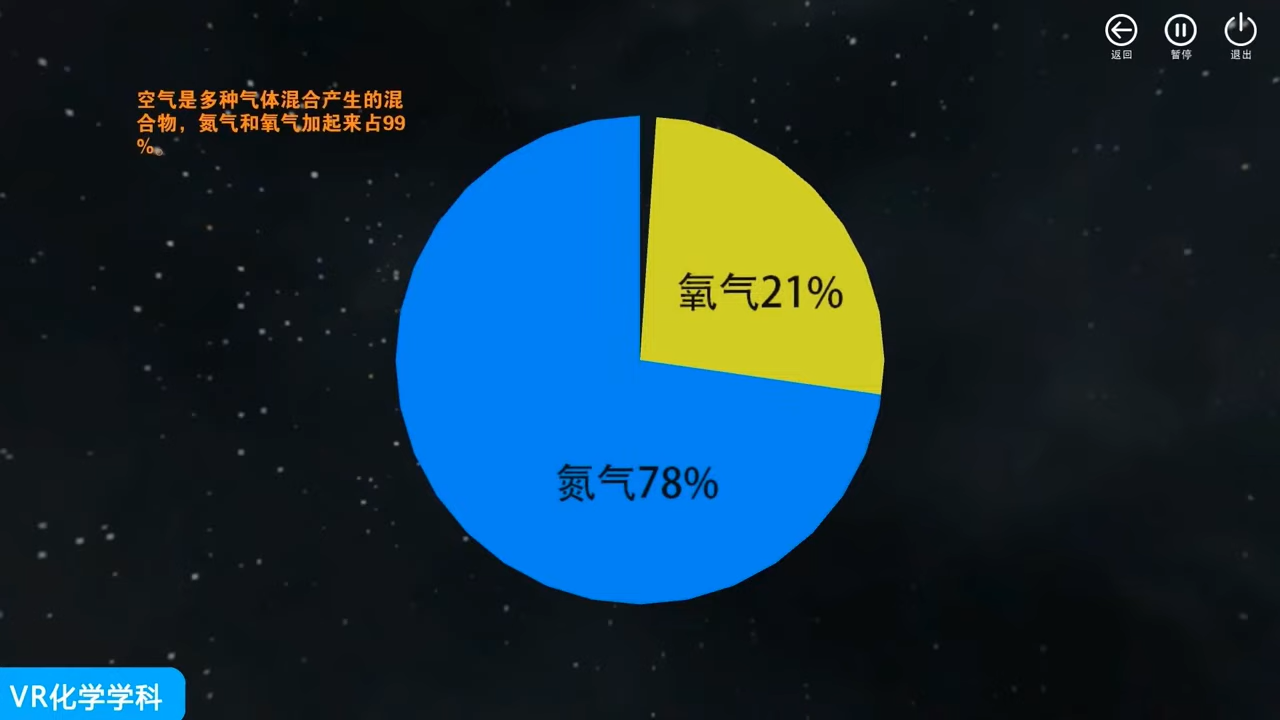 返回
暂停
退出
空气是多种气体混合产生的混
合物，氮气和氧气加起来占99
%。
氧气21%
氮气78%
VR化学学科